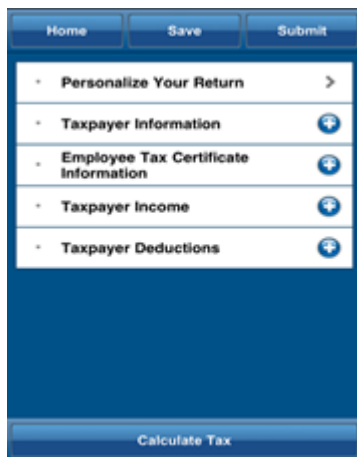 Home Save Submit
Personalize Your Return
Taxpayer Information
Employee Tax Certificate
Information
Taxpayer Income
Taxpayer Deductions
Calculate Tax